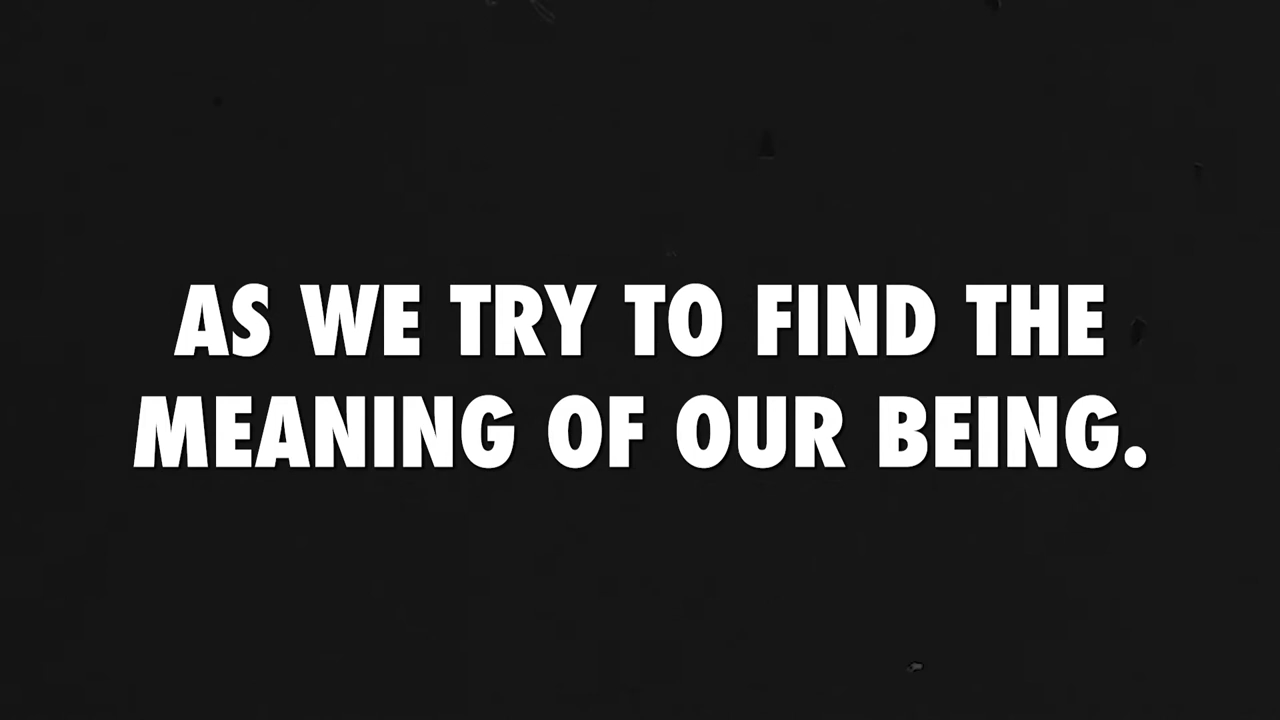 AS WE TRY TO FIND THE
MEANING OF OUR BEING.